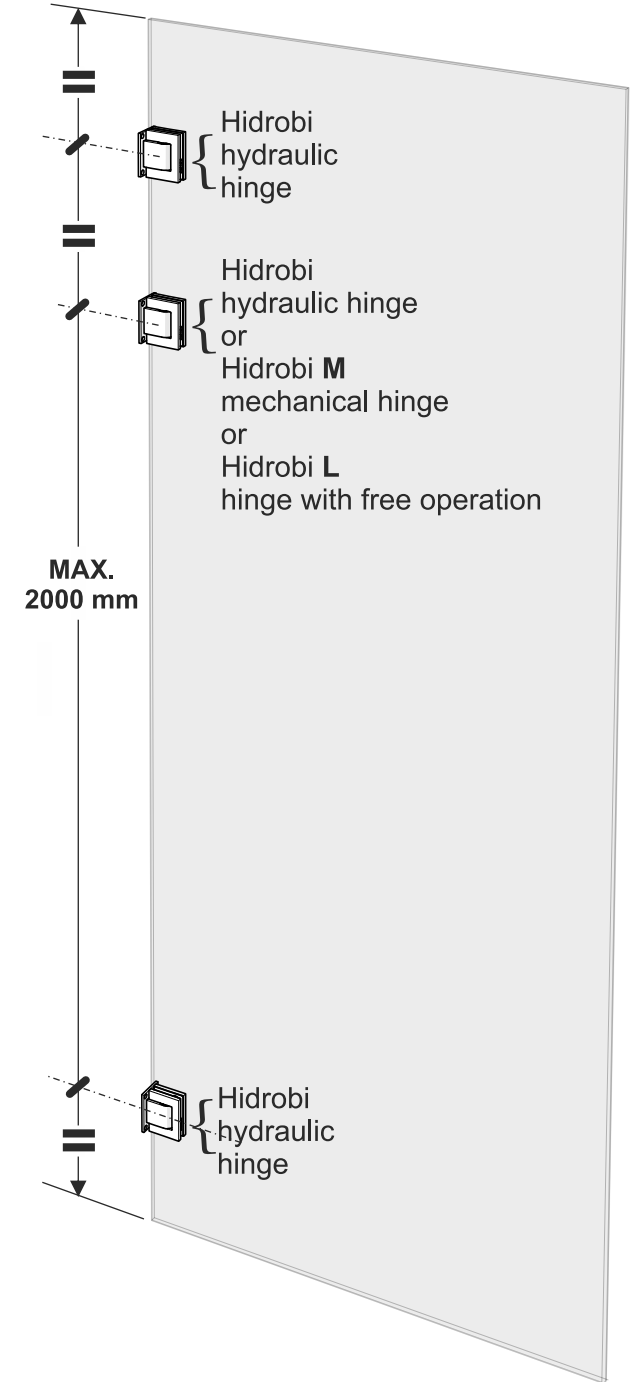 Hidrobi
hydraulic
hinge
Hidrobi
hydraulic hinge
or
Hidrobi M
mechanical hinge
or
Hidrobi L
hinge with free operation
MAX.
2000 mm
Hidrobi
hydraulic
hinge